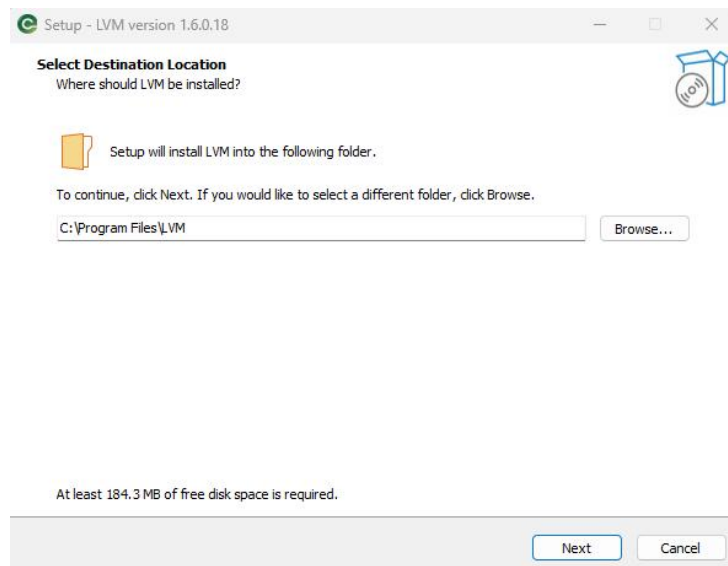 Setup - LVM version 1.6.0.18
Select Destination Location
Where should LVM be installed?
Setup will install LVM into the following folder.
To continue, click Next. If you would like to select a different folder, click Browse.
C:\Program Files\LVM
Browse...
At least 184.3 MB of free disk space is required.
Next
Cancel